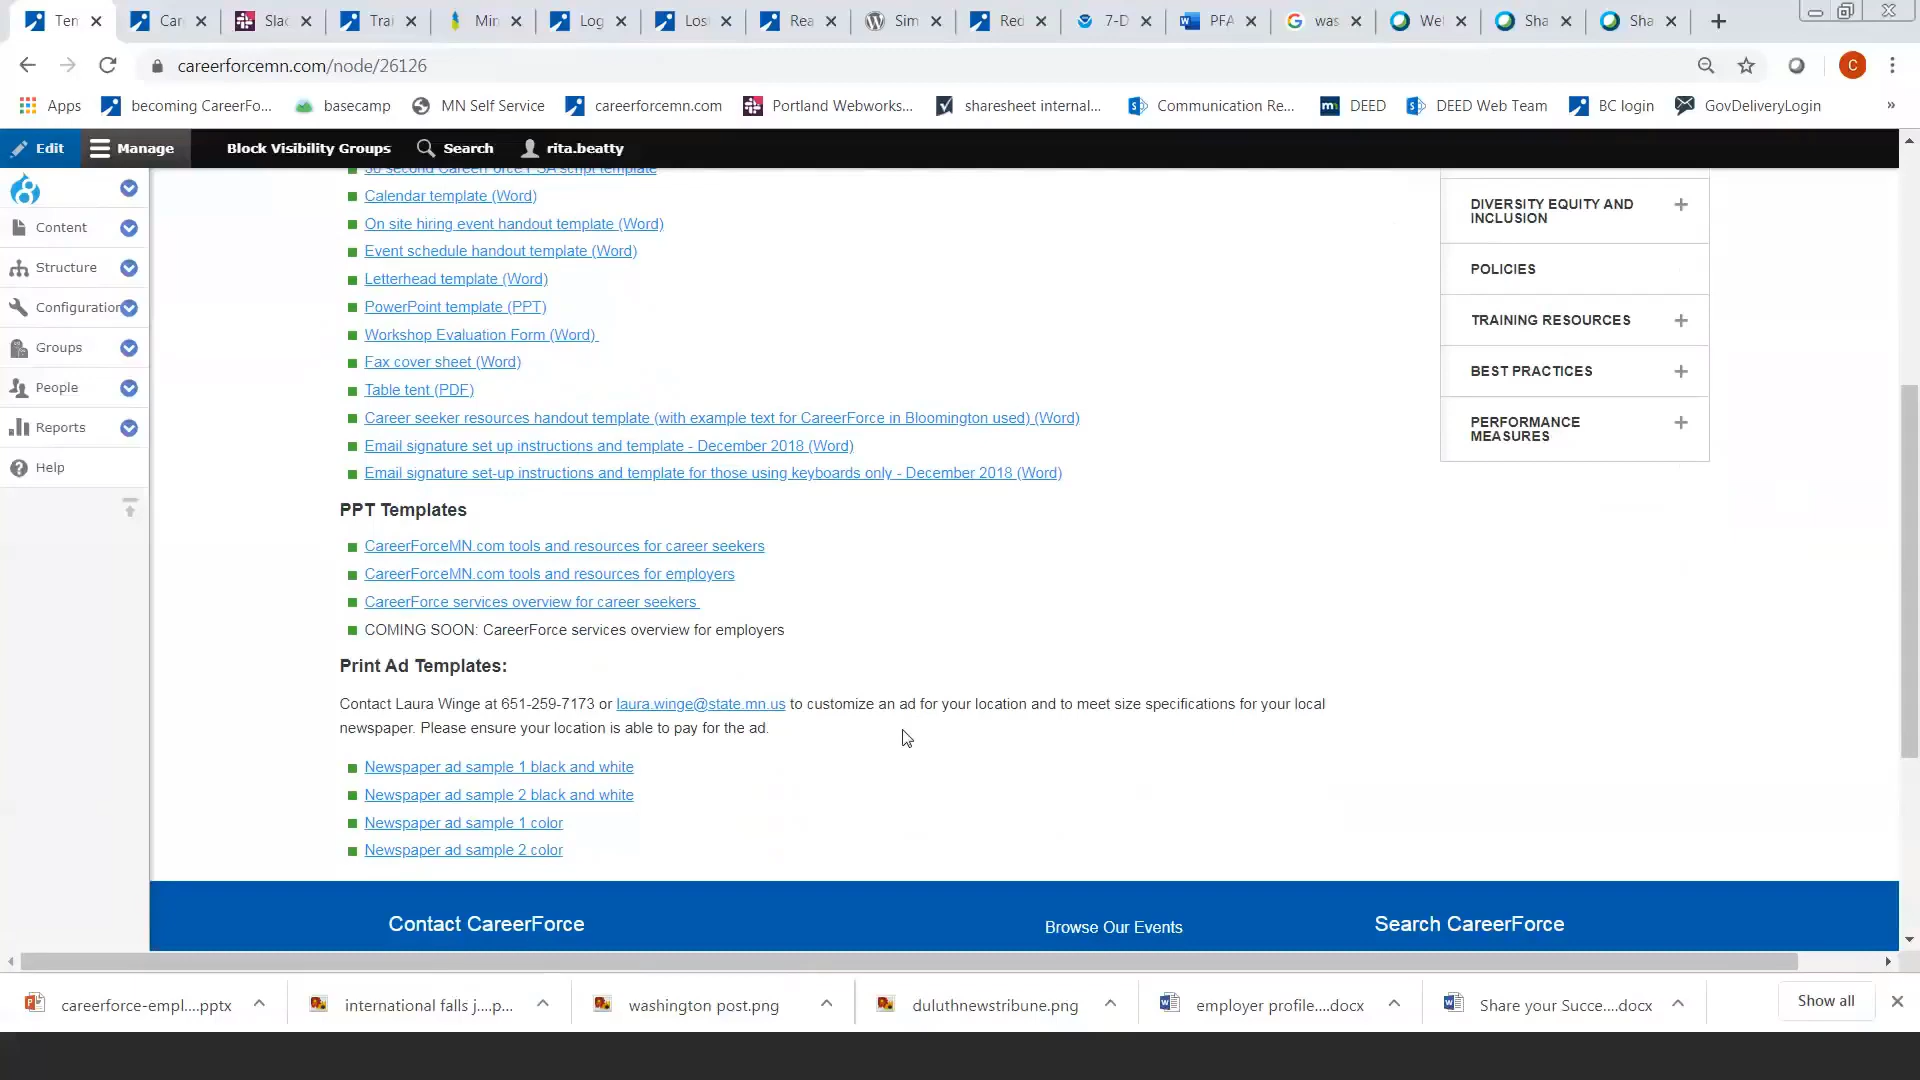 Ten
Car
Slac
Trai
Min
Log
Lost
Rea
Sim
Red
7-D
PFA
was
We
Sha
Sha
careerforcemn.com/node/26126
C
Apps
becoming CareerFo...
basecamp
MN Self Service
careerforcemn.com
Portland Webworks...
sharesheet internal...
Communication Re...
DEED
DEED Web Team
BC login
GovDeliveryLogin
»
Edit
Manage
Block Visibility Groups
Search
rita.beatty
Content
Structure
Configuration
Groups
People
Reports
Help
30 second CareerForce PSA script template
Calendar template (Word)
On site hiring event handout template (Word)
Event schedule handout template (Word)
Letterhead template (Word)
PowerPoint template (PPT)
Workshop Evaluation Form (Word)
Fax cover sheet (Word)
Table tent (PDF)
Career seeker resources handout template (with example text for CareerForce in Bloomington used) (Word)
Email signature set up instructions and template - December 2018 (Word)
Email signature set-up instructions and template for those using keyboards only - December 2018 (Word)
PPT Templates
CareerForceMN.com tools and resources for career seekers
CareerForceMN.com tools and resources for employers
CareerForce services overview for career seekers
COMING SOON: CareerForce services overview for employers
Print Ad Templates:
Contact Laura Winge at 651-259-7173 or laura.winge@state.mn.us to customize an ad for your location and to meet size specifications for your local
newspaper. Please ensure your location is able to pay for the ad.
Newspaper ad sample 1 black and white
Newspaper ad sample 2 black and white
Newspaper ad sample 1 color
Newspaper ad sample 2 color
DIVERSITY EQUITY AND
INCLUSION
POLICIES
TRAINING RESOURCES
BEST PRACTICES
PERFORMANCE
MEASURES
Contact CareerForce
Browse Our Events
Search CareerForce
careerforce-empl....pptx
international falls j....p...
washington post.png
duluthnewstribune.png
employer profile....docx
Share your Succe....docx
Show all